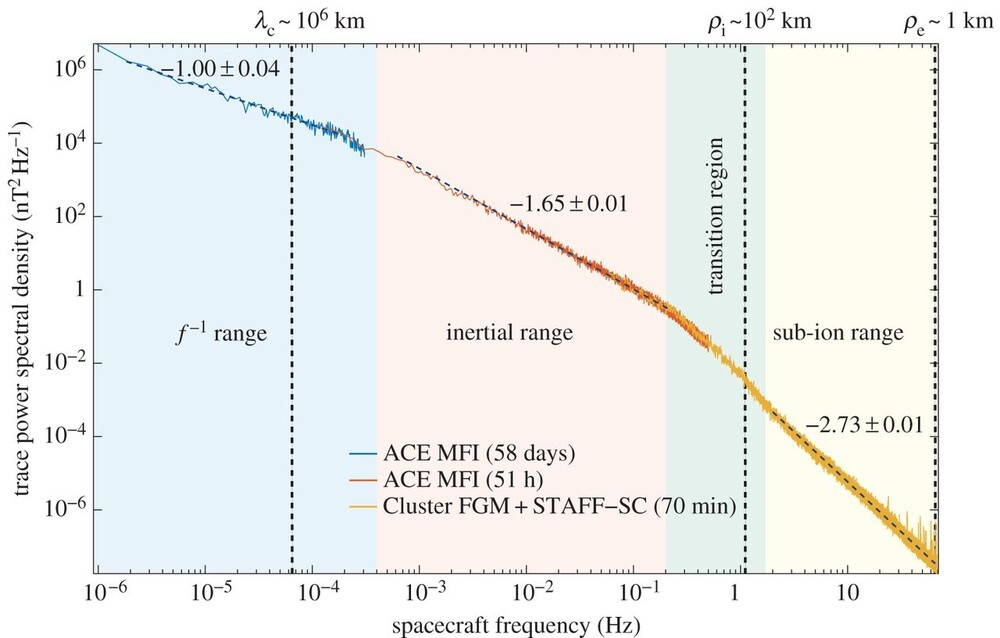 λc ~ 10⁶ km
ρi ~10² km
ρe ~ 1 km
10⁶
10⁴
10²
1
10⁻²
10⁻⁴
10⁻⁶
trace power spectral density (nT² Hz⁻¹)
−1.00 ± 0.04
−1.65 ± 0.01
−2.73 ± 0.01
f⁻¹ range
inertial range
transition region
sub-ion range
ACE MFI (58 days)
ACE MFI (51 h)
Cluster FGM + STAFF−SC (70 min)
10⁻⁶
10⁻⁵
10⁻⁴
10⁻³
10⁻²
10⁻¹
1
10
spacecraft frequency (Hz)